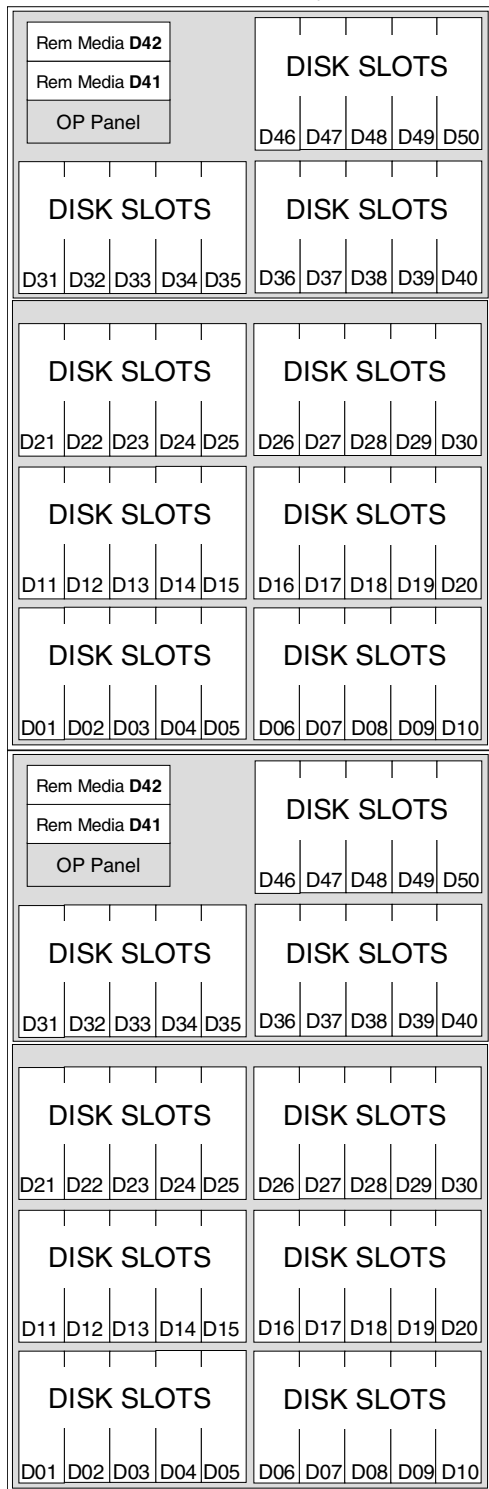 Rem Media D42
Rem Media D41
OP Panel
DISK SLOTS
D46 D47 D48 D49 D50
DISK SLOTS DISK SLOTS
D31 D32 D33 D34 D35 D36 D37 D38 D39 D40
DISK SLOTS DISK SLOTS
D21 D22 D23 D24 D25 D26 D27 D28 D29 D30
DISK SLOTS DISK SLOTS
D11 D12 D13 D14 D15 D16 D17 D18 D19 D20
DISK SLOTS DISK SLOTS
D01 D02 D03 D04 D05 D06 D07 D08 D09 D10
Rem Media D42
Rem Media D41
OP Panel
DISK SLOTS
D46 D47 D48 D49 D50
DISK SLOTS DISK SLOTS
D31 D32 D33 D34 D35 D36 D37 D38 D39 D40
DISK SLOTS DISK SLOTS
D21 D22 D23 D24 D25 D26 D27 D28 D29 D30
DISK SLOTS DISK SLOTS
D11 D12 D13 D14 D15 D16 D17 D18 D19 D20
DISK SLOTS DISK SLOTS
D01 D02 D03 D04 D05 D06 D07 D08 D09 D10